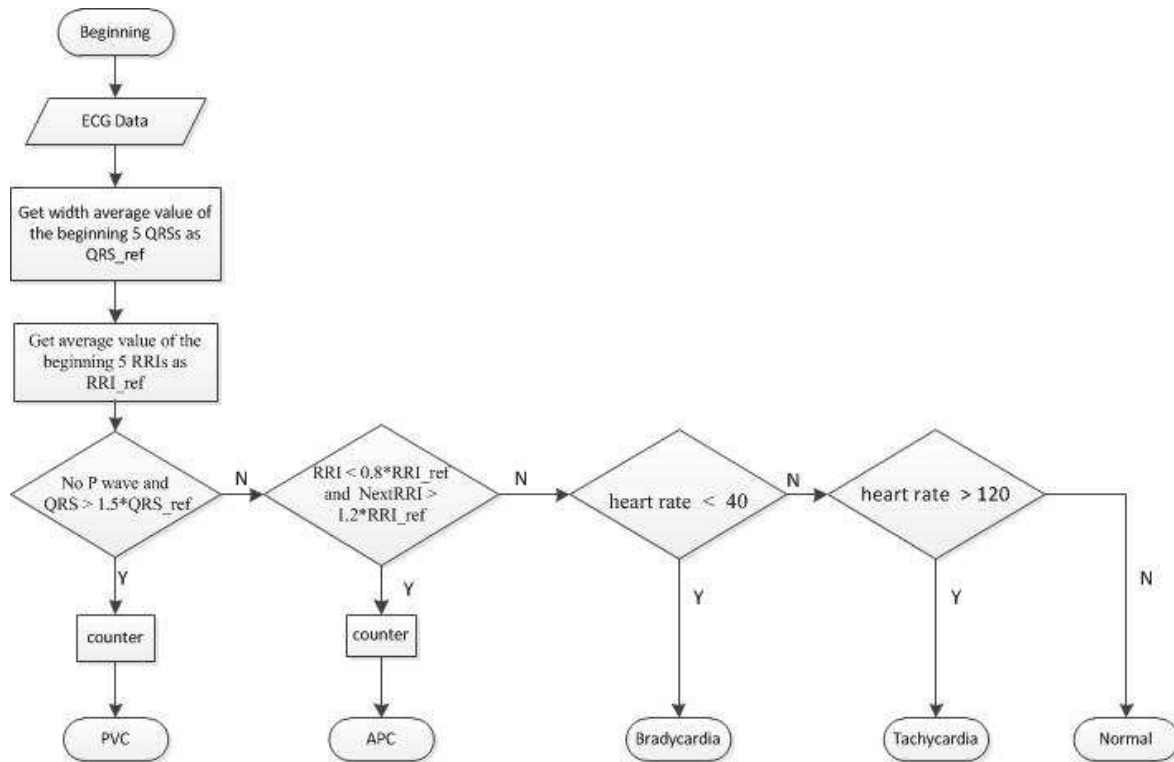 Beginning
ECG Data
Get width average value of
the beginning 5 QRSs as
QRS_ref
Get average value of the
beginning 5 RRIs as
RRI_ref
No P wave and
QRS > 1.5*QRS_ref
N
RRI < 0.8*RRI_ref
and NextRRI >
1.2*RRI_ref
N
heart rate < 40
N
heart rate > 120
Y
Y
Y
Y
N
counter
counter
PVC
APC
Bradycardia
Tachycardia
Normal